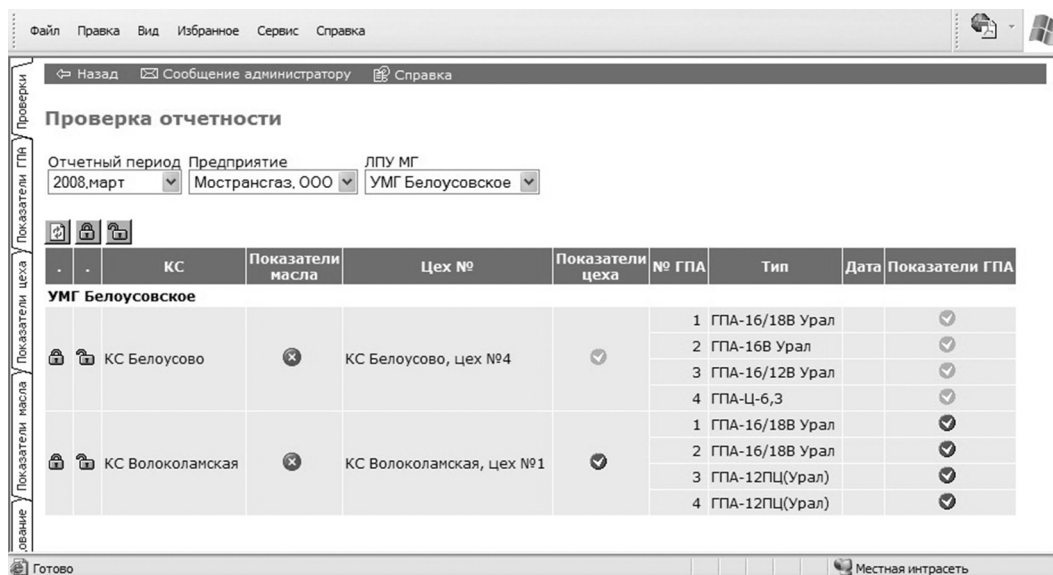 Файл Правка Вид Избранное Сервис Справка
Назад Сообщение администратору Справка
Проверки
Показатели ГПА
Показатели цеха
Показатели масла
ование
Проверка отчетности
Отчетный период Предприятие ЛПУ МГ
2008,март Мострансгаз, ООО УМГ Белоусовское
. . КС Показатели масла Цех № Показатели цеха № ГПА Тип Дата Показатели ГПА
УМГ Белоусовское
КС Белоусово КС Белоусово, цех №4
1 ГПА-16/18В Урал
2 ГПА-16В Урал
3 ГПА-16/12В Урал
4 ГПА-Ц-6,3
КС Волоколамская КС Волоколамская, цех №1
1 ГПА-16/18В Урал
2 ГПА-16/18В Урал
3 ГПА-12ПЦ(Урал)
4 ГПА-12ПЦ(Урал)
Готово Местная интрасеть